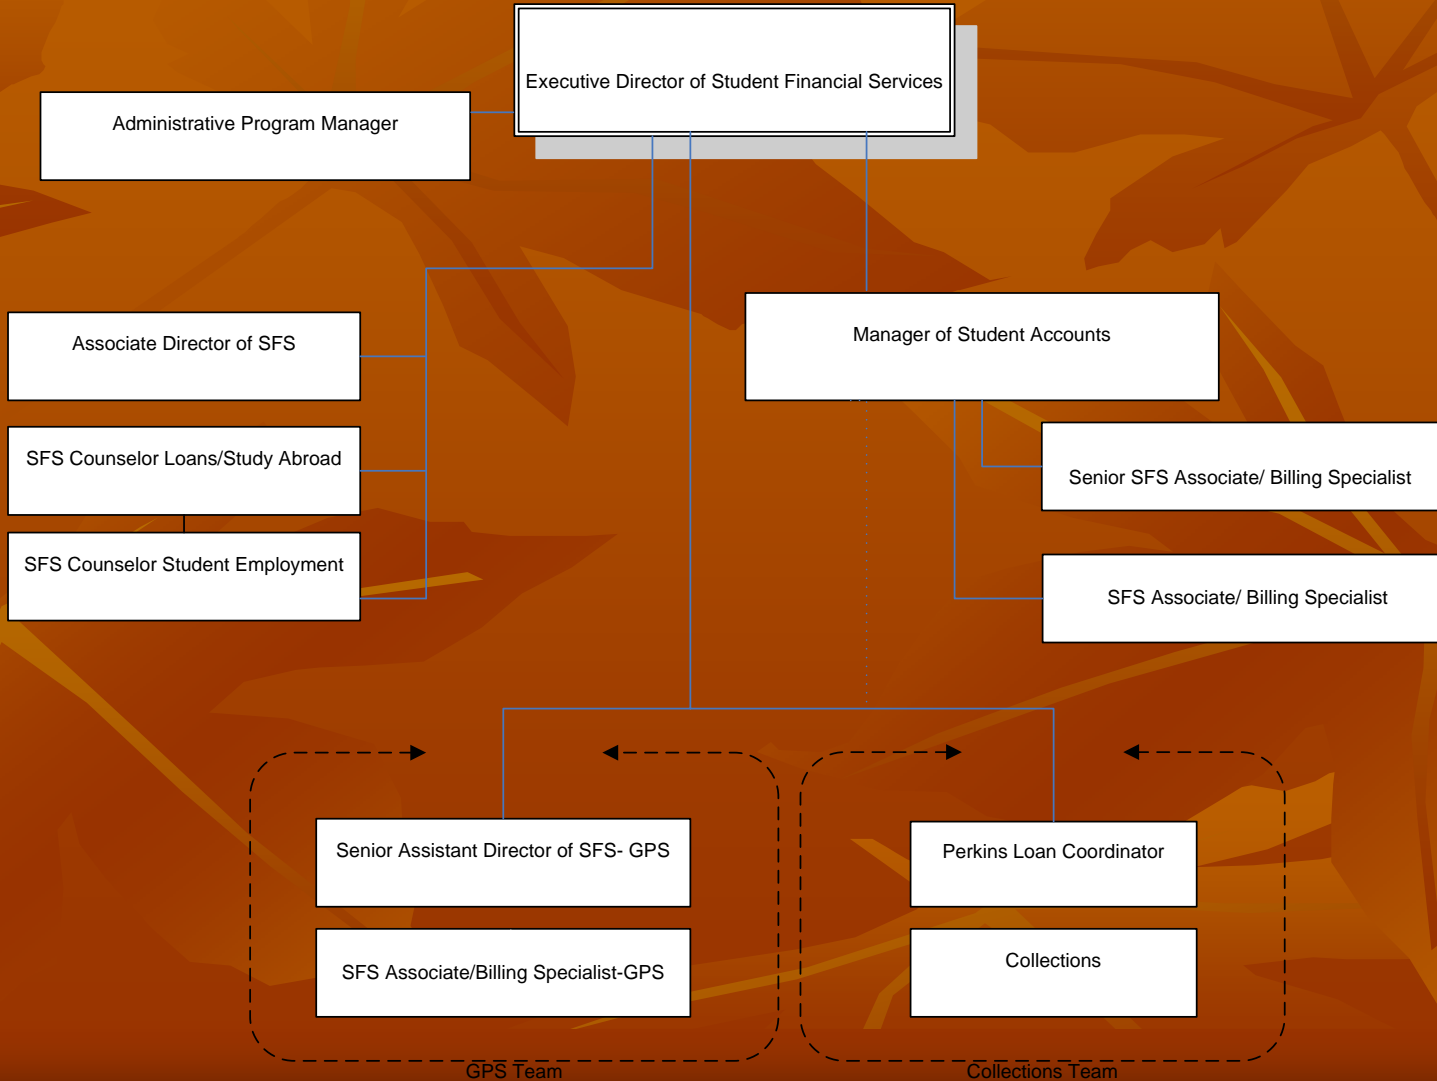 Executive Director of Student Financial Services
Administrative Program Manager
Manager of Student Accounts
Associate Director of SFS
SFS Counselor Loans/Study Abroad
Senior SFS Associate/ Billing Specialist
SFS Counselor Student Employment
SFS Associate/ Billing Specialist
Senior Assistant Director of SFS- GPS
Perkins Loan Coordinator
SFS Associate/Billing Specialist-GPS
Collections
GPS Team
Collections Team